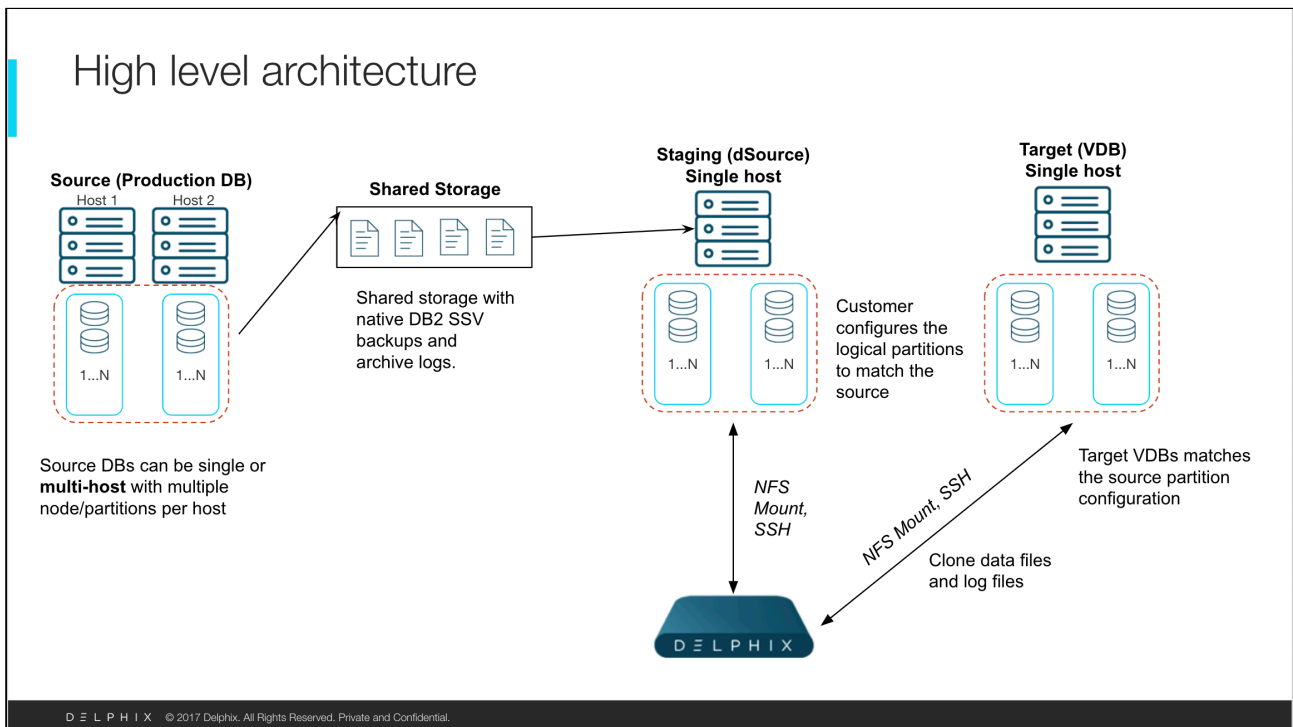 High level architecture
Source (Production DB)
Host 1
Host 2
1...N
1...N
Source DBs can be single or
multi-host with multiple
node/partitions per host
Shared Storage
Shared storage with
native DB2 SSV
backups and
archive logs.
Staging (dSource)
Single host
1...N
1...N
Customer
configures the
logical partitions
to match the
source
Target (VDB)
Single host
1...N
1...N
Target VDBs matches
the source partition
configuration
NFS
Mount,
SSH
NFS Mount, SSH
Clone data files
and log files
DELPHIX
DELPHIX © 2017 Delphix. All Rights Reserved. Private and Confidential.